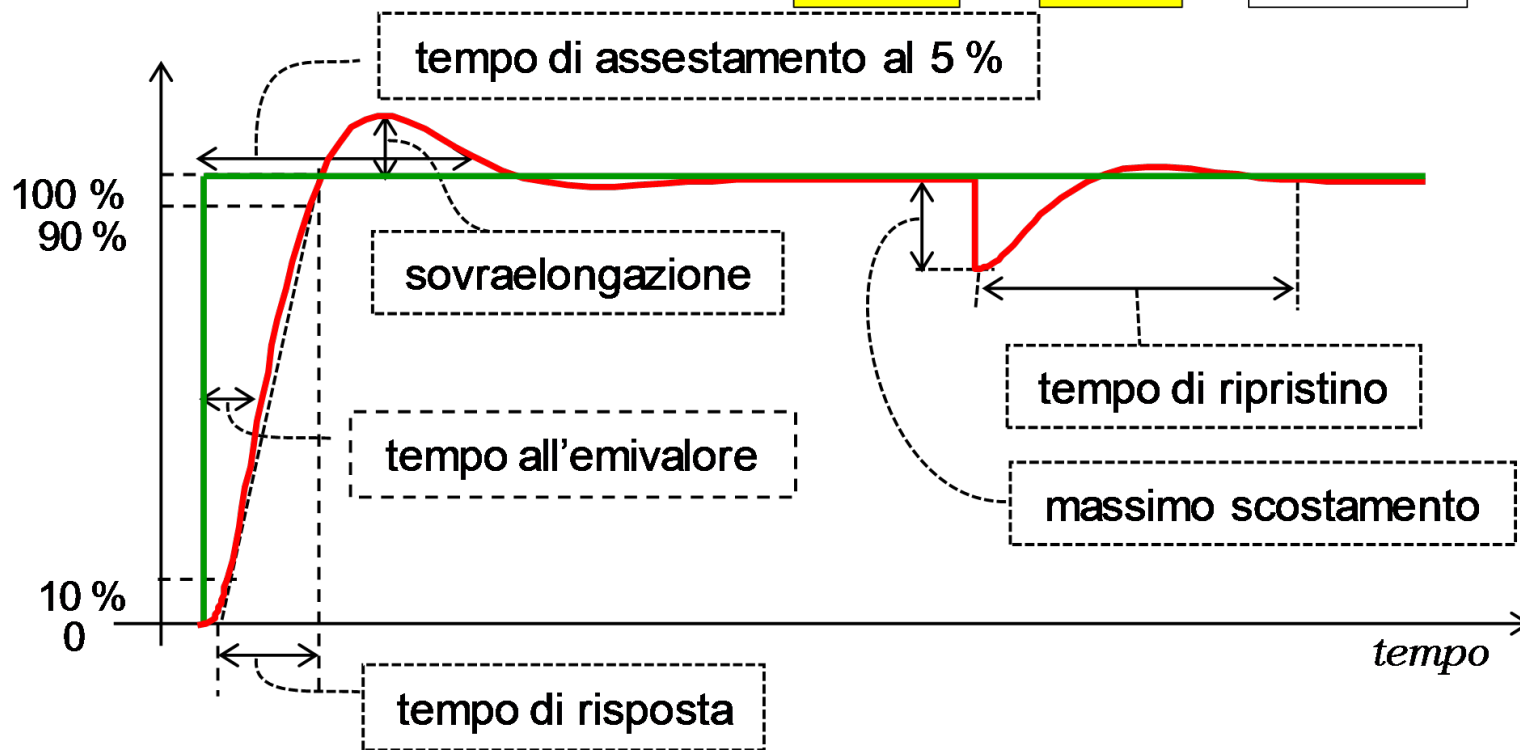 tempo di assestamento al 5 %
100 %
90 %
sovraelongazione
tempo di ripristino
tempo all'emivalore
massimo scostamento
10 %
0
tempo
tempo di risposta